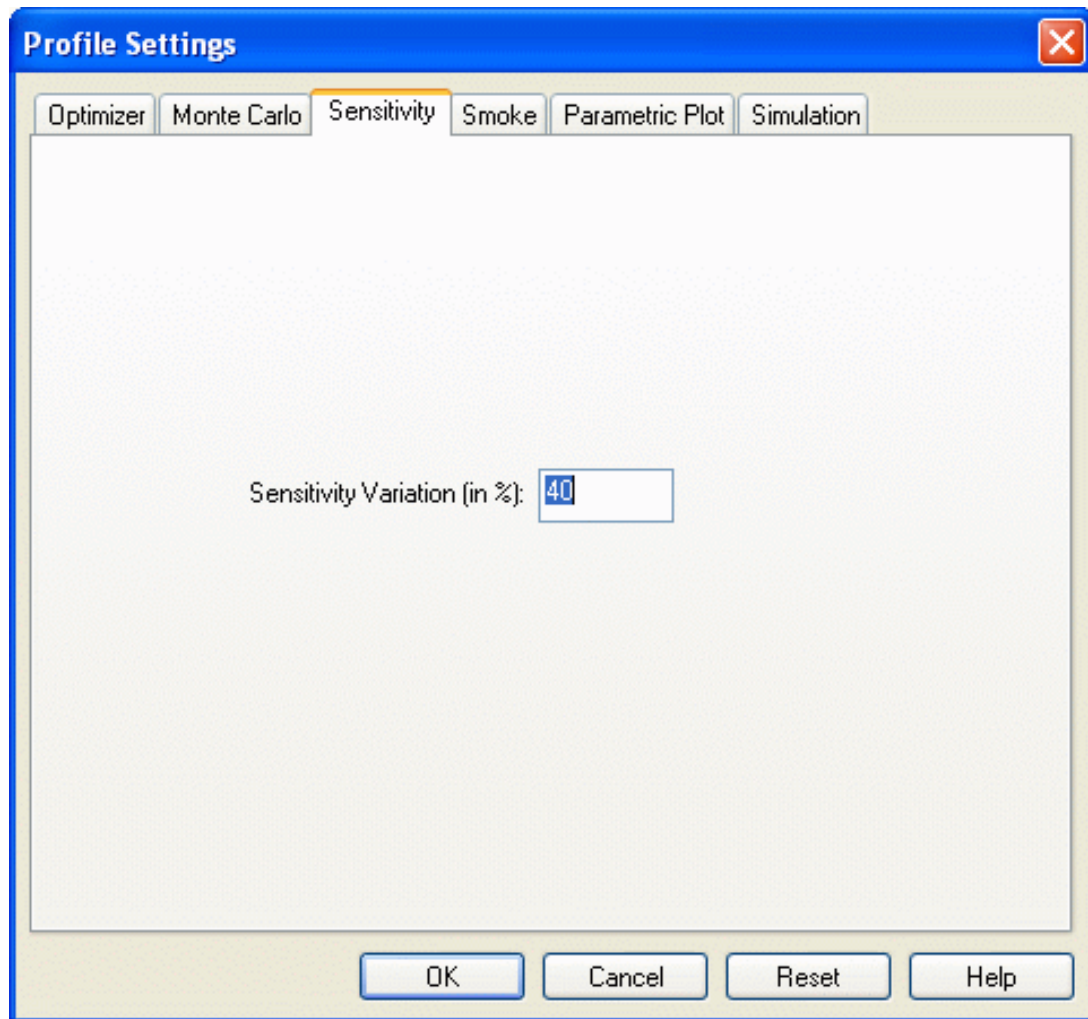 Profile Settings
Optimizer Monte Carlo Sensitivity Smoke Parametric Plot Simulation
Sensitivity Variation (in %): 40
OK Cancel Reset Help